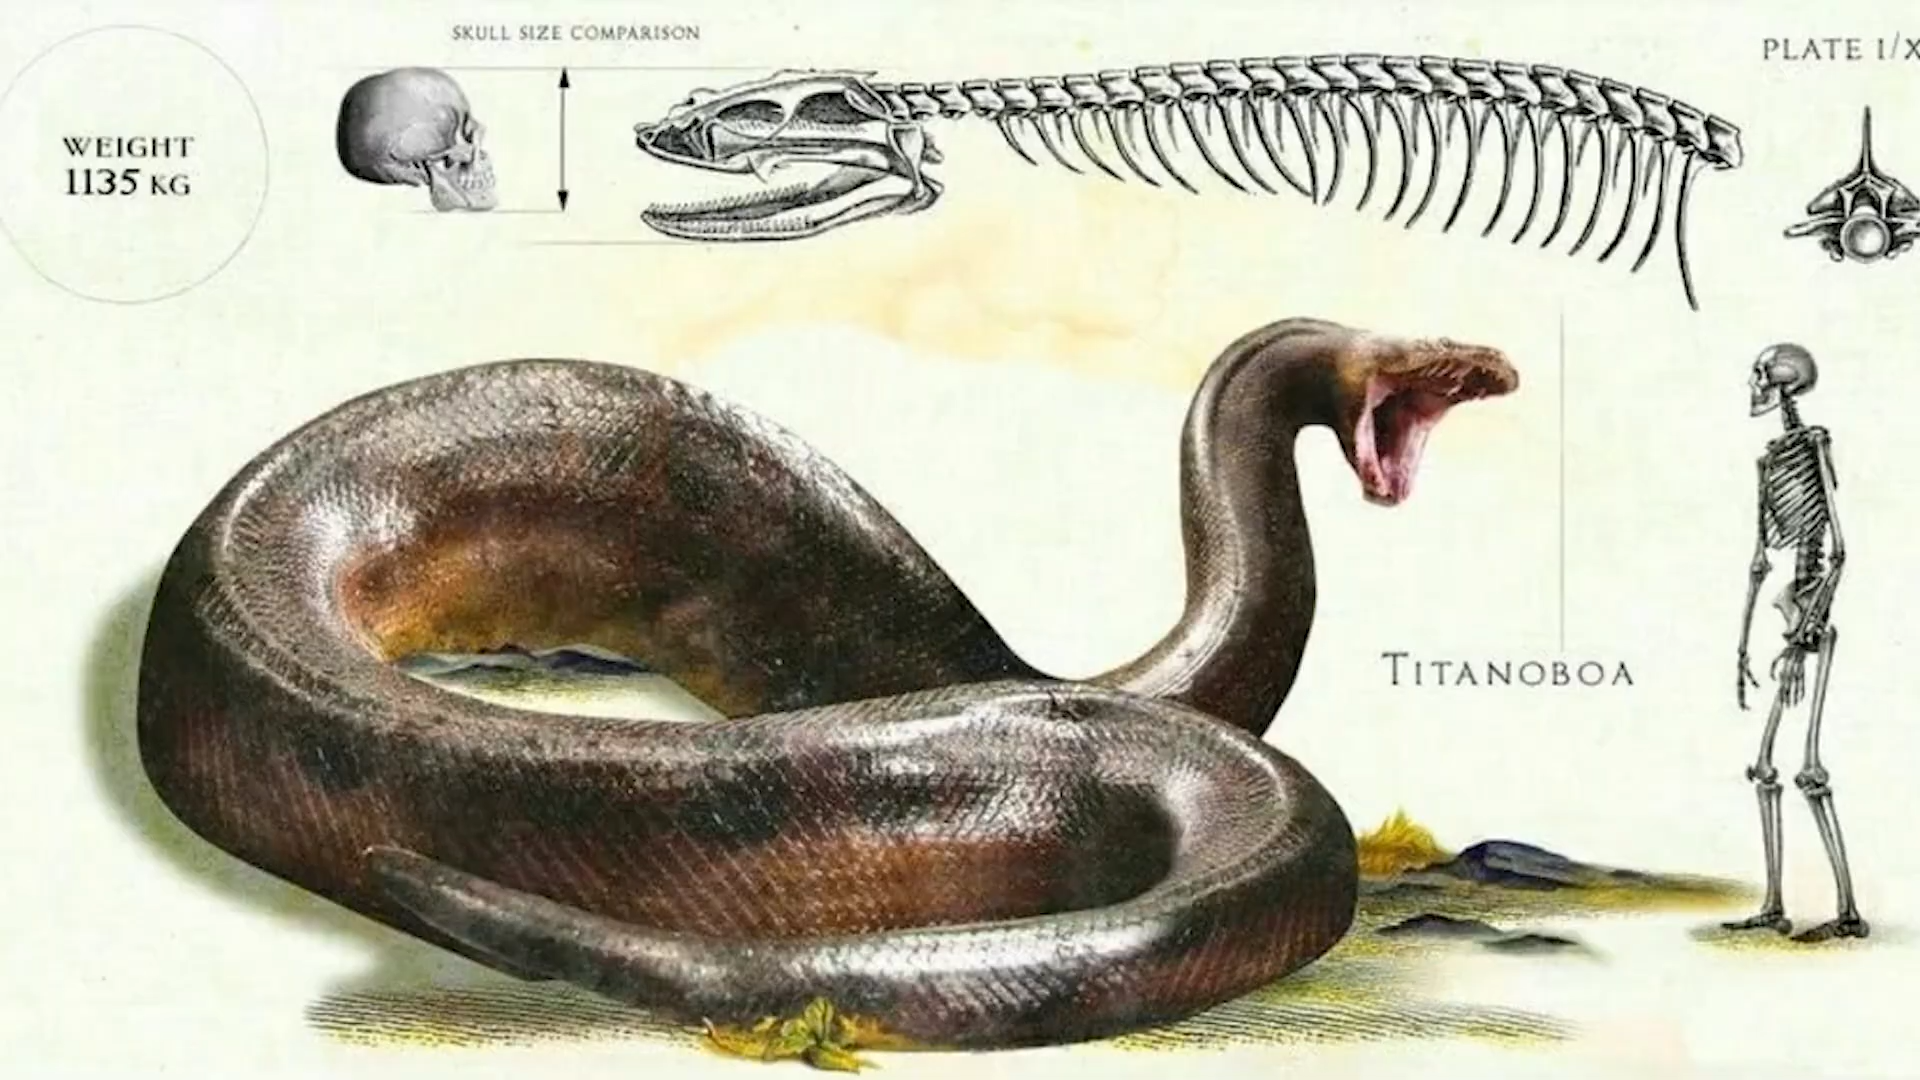 SKULL SIZE COMPARISON
PLATE 1/X
WEIGHT
1135 KG
TITANOBOA